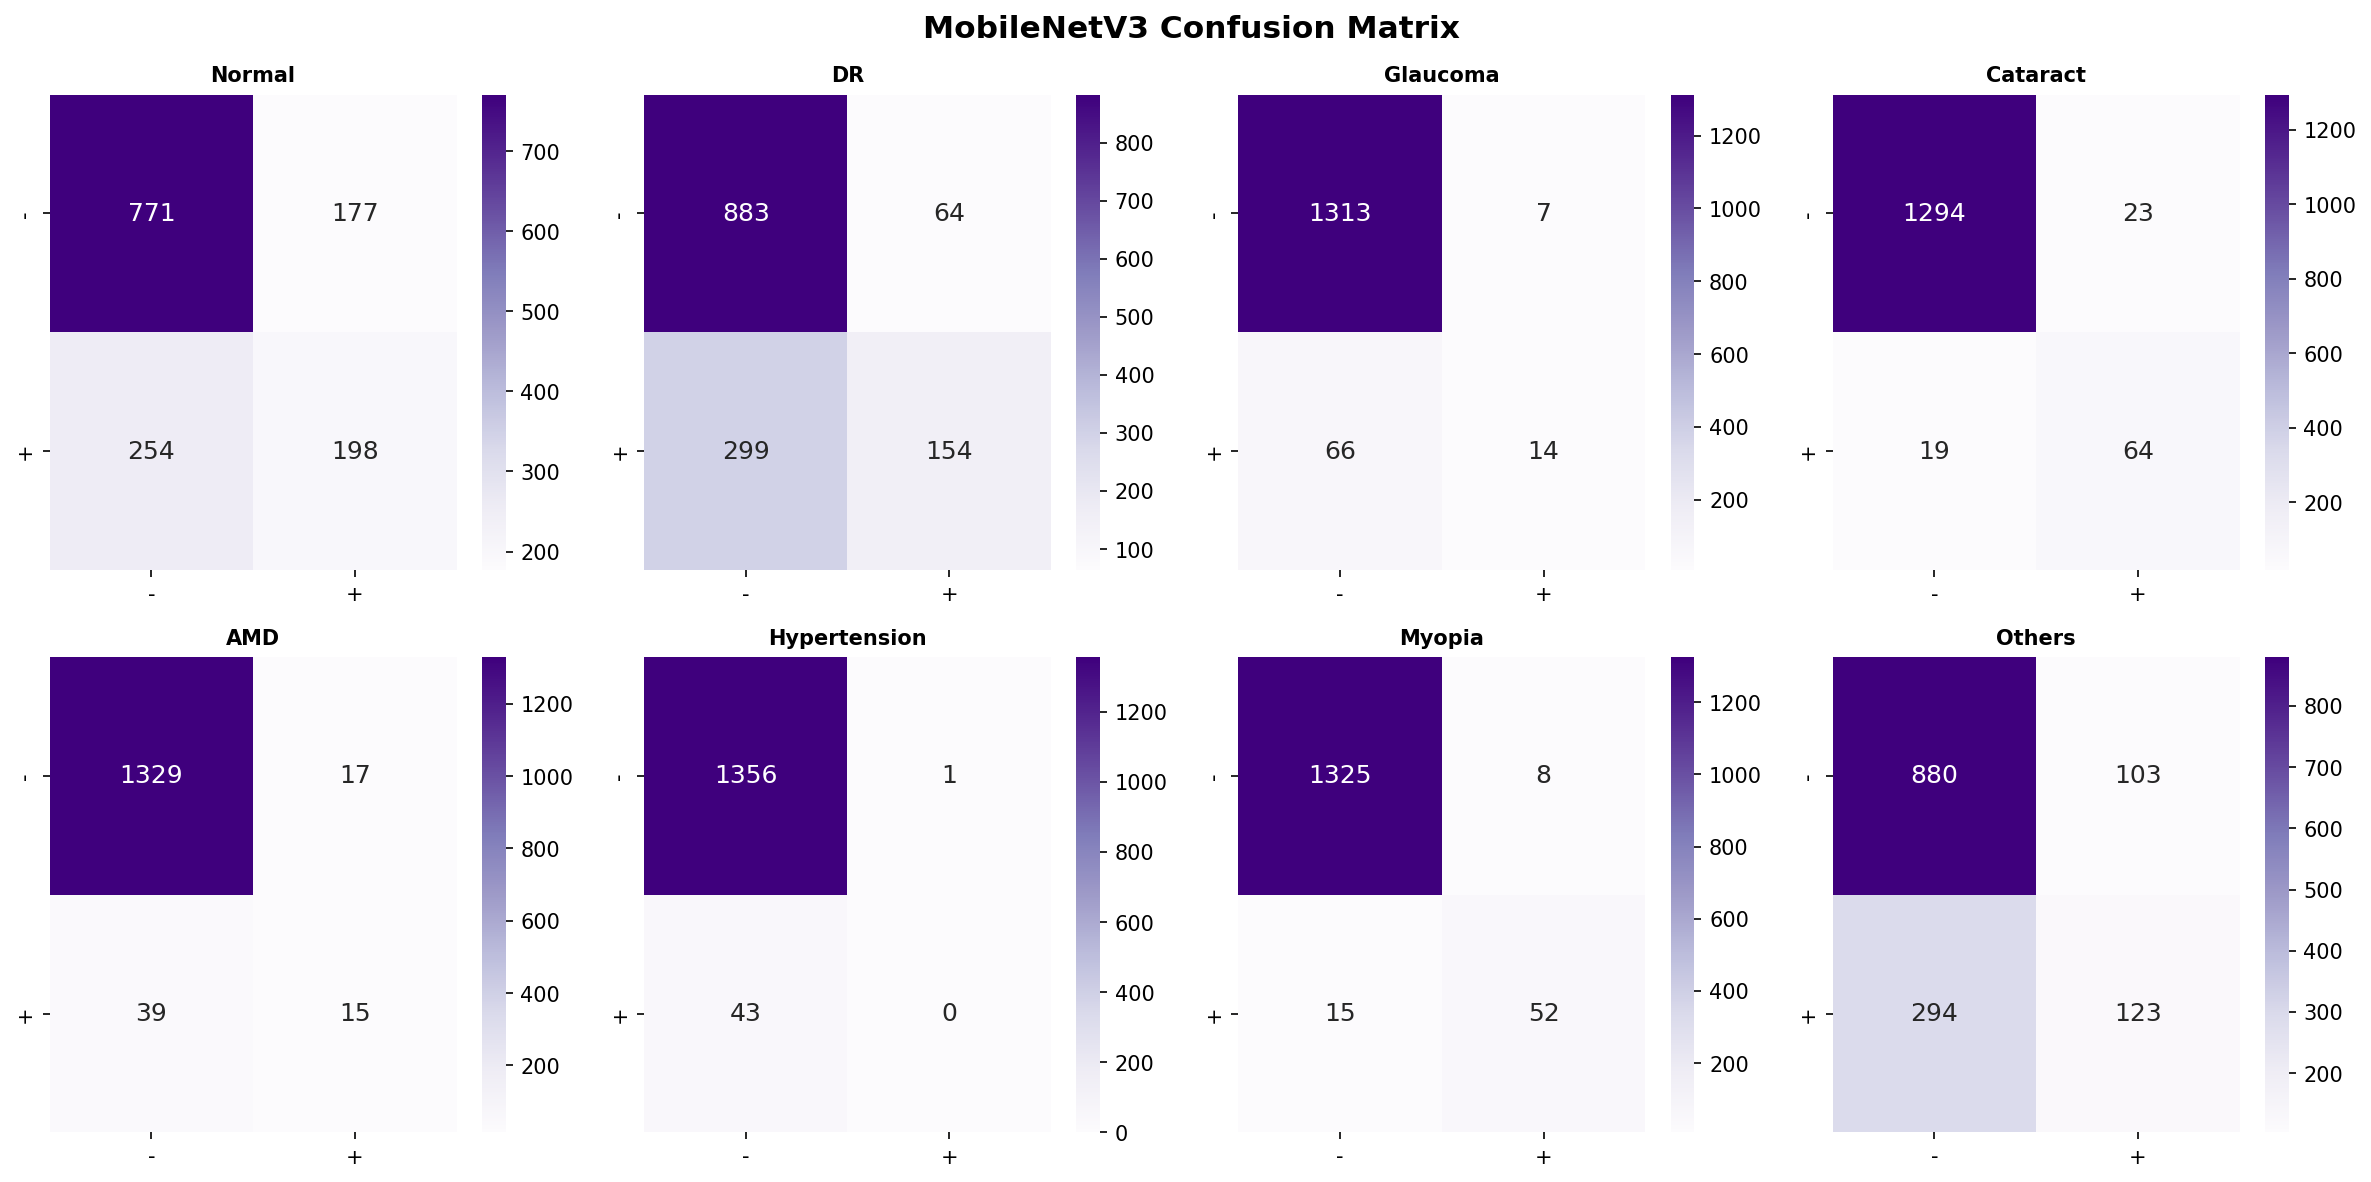 MobileNetV3 Confusion Matrix
Normal
DR
Glaucoma
Cataract
- 771 177
+ 254 198
- +
700
600
500
400
300
200
- 883 64
+ 299 154
- +
800
700
600
500
400
300
200
100
- 1313 7
+ 66 14
- +
1200
1000
800
600
400
200
- 1294 23
+ 19 64
- +
1200
1000
800
600
400
200
AMD
Hypertension
Myopia
Others
- 1329 17
+ 39 15
- +
1200
1000
800
600
400
200
- 1356 1
+ 43 0
- +
1200
1000
800
600
400
200
0
- 1325 8
+ 15 52
- +
1200
1000
800
600
400
200
- 880 103
+ 294 123
- +
800
700
600
500
400
300
200